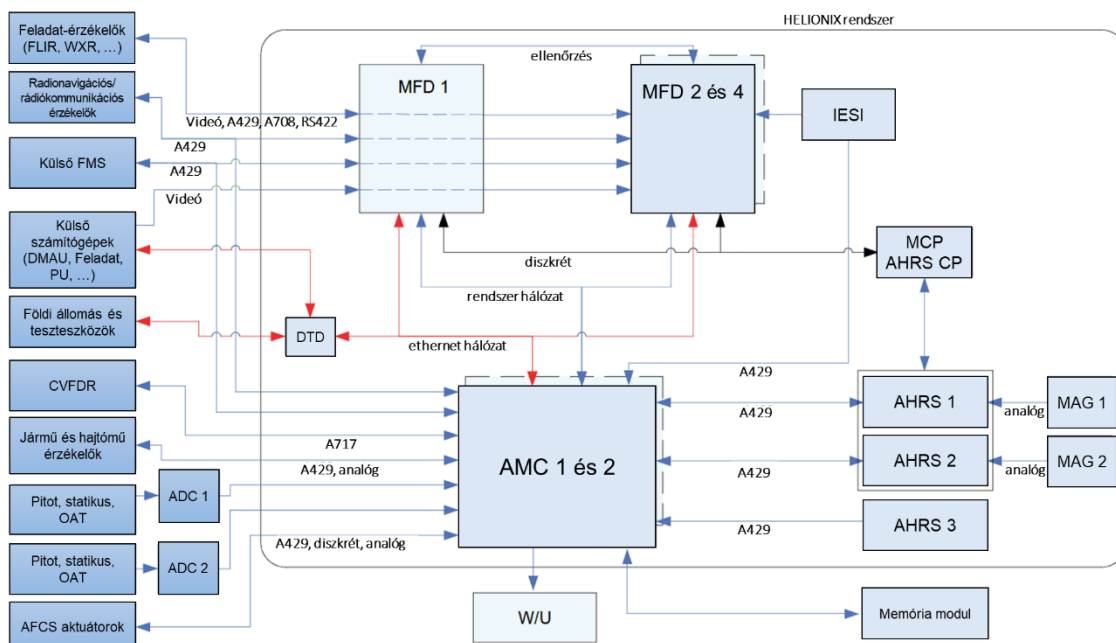 HELIONIX rendszer
Feladat-érzékelők
(FLIR, WXR, …)
Radionavigációs/
rádiókommunikációs
érzékelők
Külső FMS
Külső
számítógépek
(DMAU, Feladat,
PU, …)
Földi állomás és
teszteszközök
CVFDR
Jármű és hajtómű
érzékelők
Pitot, statikus,
OAT
ADC 1
Pitot, statikus,
OAT
ADC 2
AFCS aktuátorok
ellenőrzés
MFD 1
MFD 2 és 4
IESI
Videó, A429, A708, RS422
A429
A429
Videó
diszkrét
MCP
AHRS CP
rendszer hálózat
DTD
ethernet hálózat
A429
A429
AHRS 1
analóg
MAG 1
A717
AMC 1 és 2
A429, analóg
A429
AHRS 2
analóg
MAG 2
A429
AHRS 3
A429, diszkrét, analóg
W/U
Memória modul